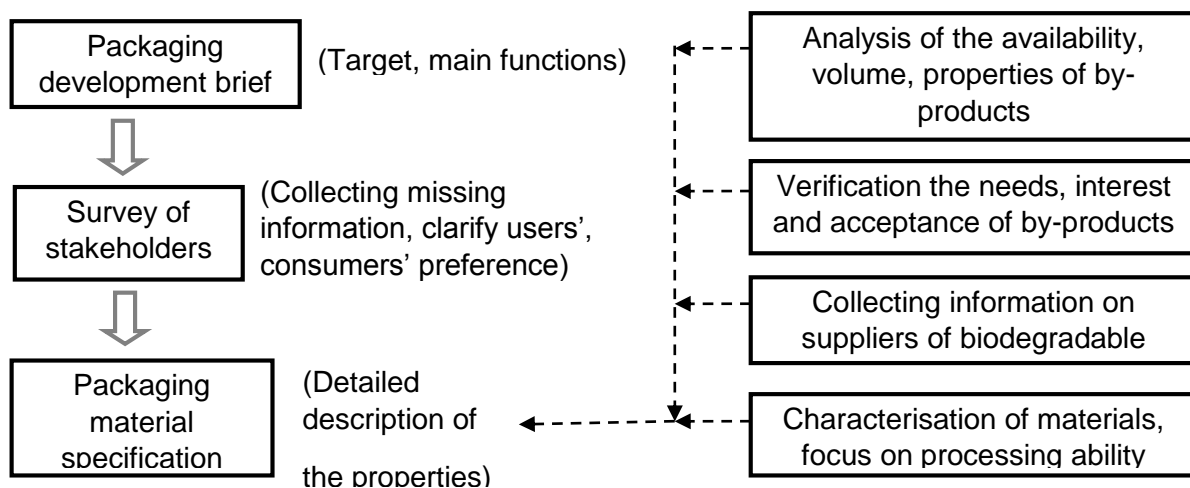 Packaging
development brief
(Target, main functions)
Survey of
stakeholders
(Collecting missing
information, clarify users’,
consumers’ preference)
Packaging
material
specification
(Detailed
description of
the properties)
Analysis of the availability,
volume, properties of by-
products
Verification the needs, interest
and acceptance of by-products
Collecting information on
suppliers of biodegradable
Characterisation of materials,
focus on processing ability